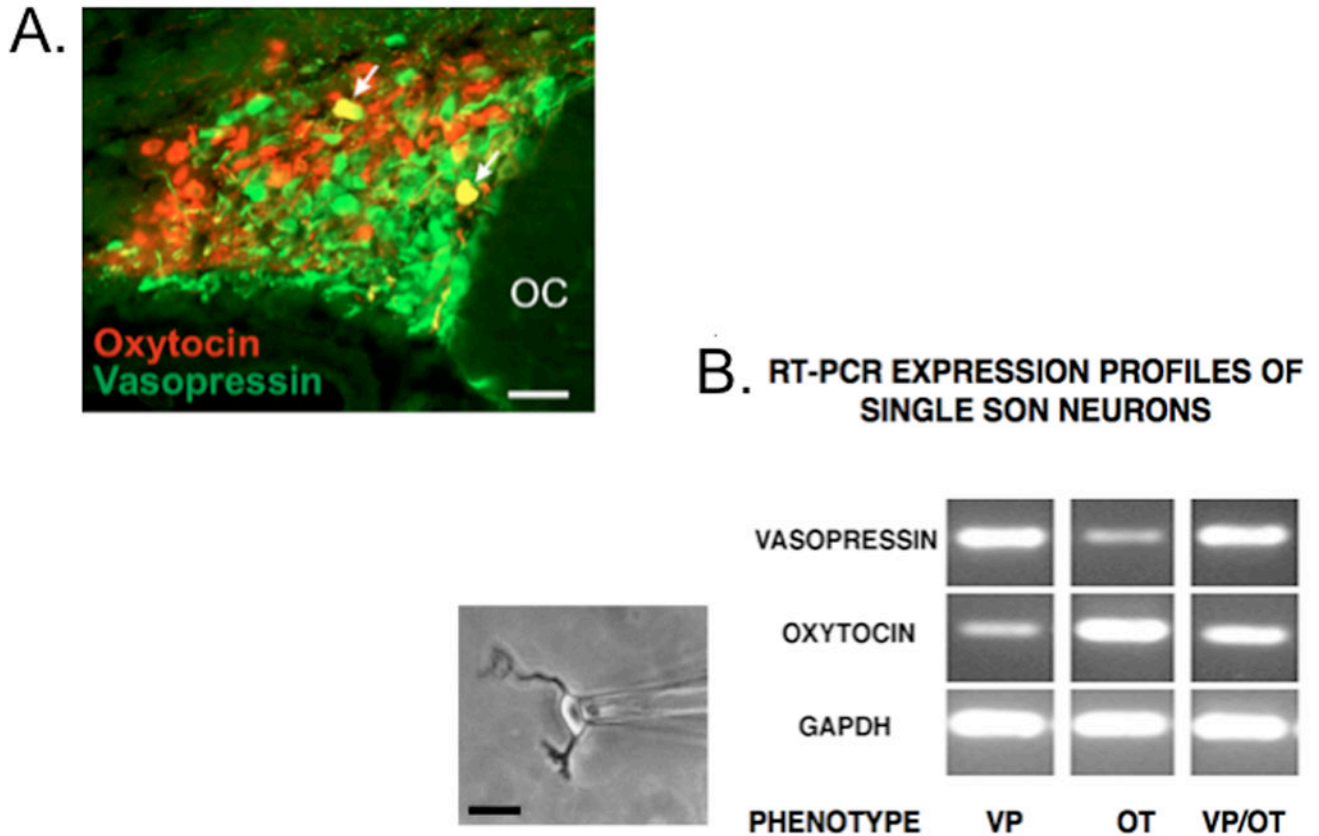 A.
OC
Oxytocin
Vasopressin
B. RT-PCR EXPRESSION PROFILES OF
SINGLE SON NEURONS
VASOPRESSIN
OXYTOCIN
GAPDH
PHENOTYPE VP OT VP/OT